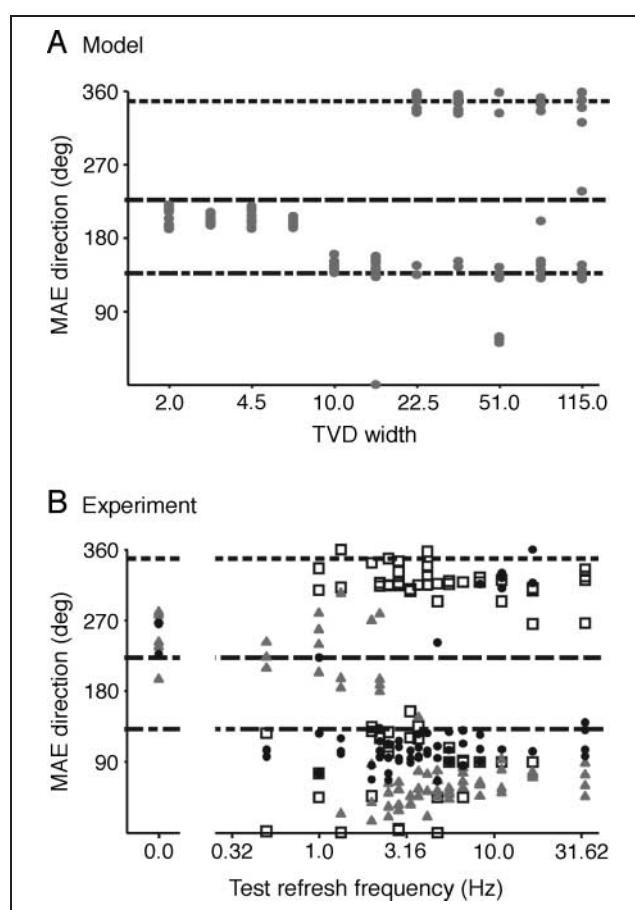 A Model
MAE direction (deg)
360
270
180
90
2.0 4.5 10.0 22.5 51.0 115.0
TVD width
B Experiment
MAE direction (deg)
360
270
180
90
0.0 0.32 1.0 3.16 10.0 31.62
Test refresh frequency (Hz)